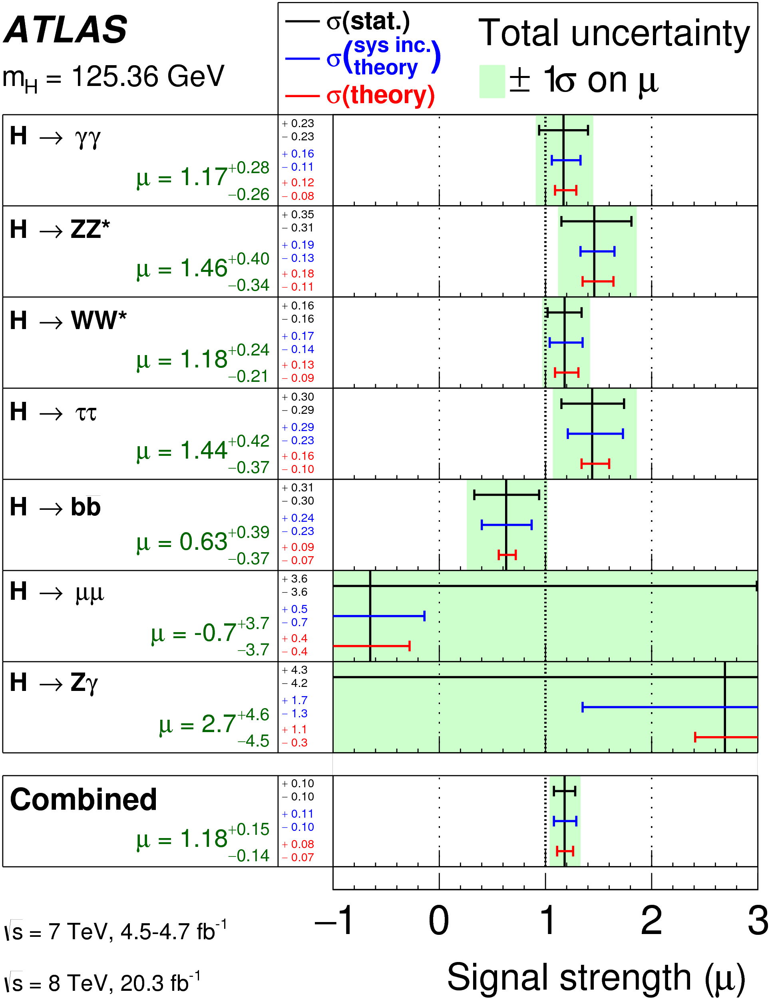 ATLAS
m_H = 125.36 GeV
σ(stat.)
σ(sys inc. theory)
σ(theory)
Total uncertainty
± 1σ on μ
H → γγ
μ = 1.17 +0.28 −0.26
+ 0.23
− 0.23
+ 0.16
− 0.11
+ 0.12
− 0.08
H → ZZ*
μ = 1.46 +0.40 −0.34
+ 0.35
− 0.31
+ 0.19
− 0.13
+ 0.18
− 0.11
H → WW*
μ = 1.18 +0.24 −0.21
+ 0.16
− 0.16
+ 0.17
− 0.14
+ 0.13
− 0.09
H → ττ
μ = 1.44 +0.42 −0.37
+ 0.30
− 0.29
+ 0.29
− 0.23
+ 0.16
− 0.10
H → bb̅
μ = 0.63 +0.39 −0.37
+ 0.31
− 0.30
+ 0.24
− 0.23
+ 0.09
− 0.07
H → μμ
μ = -0.7 +3.7 −3.7
+ 3.6
− 3.6
+ 0.5
− 0.7
+ 0.4
− 0.4
H → Zγ
μ = 2.7 +4.6 −4.5
+ 4.3
− 4.2
+ 1.7
− 1.3
+ 1.1
− 0.3
Combined
μ = 1.18 +0.15 −0.14
+ 0.10
− 0.10
+ 0.11
− 0.10
+ 0.08
− 0.07
−1 0 1 2 3
√s = 7 TeV, 4.5-4.7 fb⁻¹
√s = 8 TeV, 20.3 fb⁻¹
Signal strength (μ)